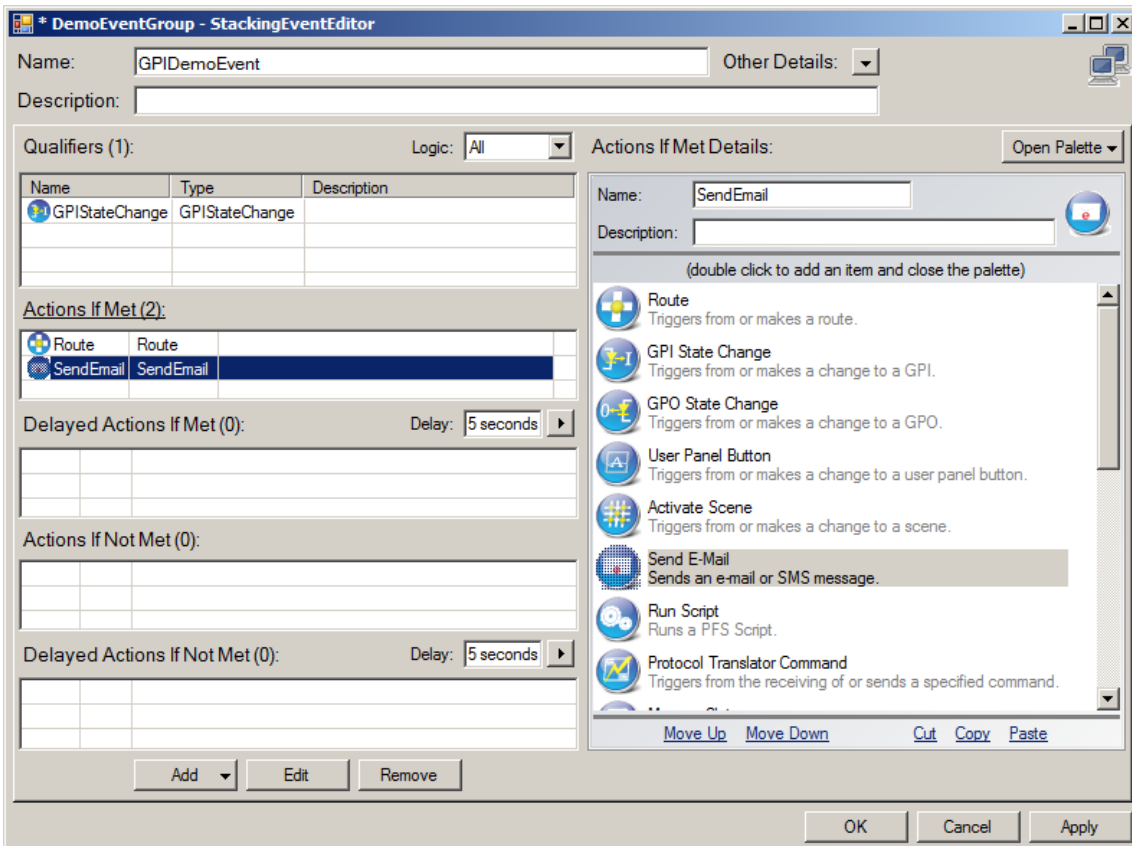 * DemoEventGroup - StackingEventEditor
Name: GPIDemoEvent Other Details:
Description:
Qualifiers (1): Logic: All
Name Type Description
GPIStateChange GPIStateChange
Actions If Met (2):
Route Route
SendEmail SendEmail
Delayed Actions If Met (0): Delay: 5 seconds
Actions If Not Met (0):
Delayed Actions If Not Met (0): Delay: 5 seconds
Add Edit Remove
Actions If Met Details: Open Palette
Name: SendEmail
Description:
(double click to add an item and close the palette)
Route
Triggers from or makes a route.
GPI State Change
Triggers from or makes a change to a GPI.
GPO State Change
Triggers from or makes a change to a GPO.
User Panel Button
Triggers from or makes a change to a user panel button.
Activate Scene
Triggers from or makes a change to a scene.
Send E-Mail
Sends an e-mail or SMS message.
Run Script
Runs a PFS Script.
Protocol Translator Command
Triggers from the receiving of or sends a specified command.
Move Up Move Down Cut Copy Paste
OK Cancel Apply